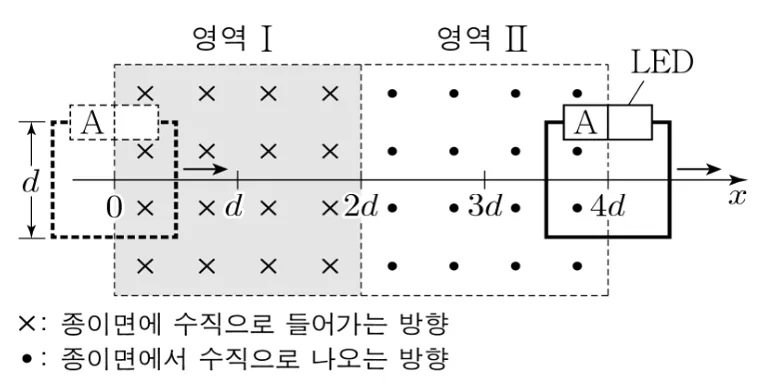 영역 Ⅰ 영역 Ⅱ
LED
A A
d
0 d 2d 3d 4d x
×: 종이면에 수직으로 들어가는 방향
•: 종이면에서 수직으로 나오는 방향